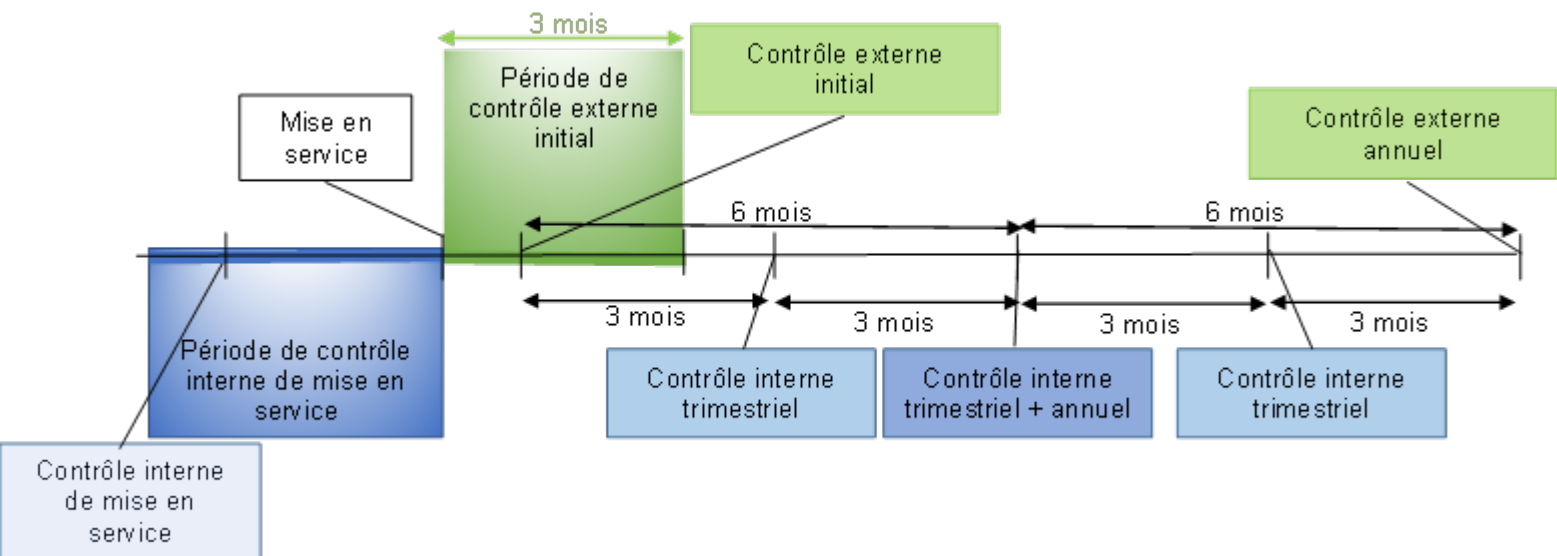 3 mois
Période de
contrôle externe
initial
Contrôle externe
initial
Mise en
service
Contrôle externe
annuel
6 mois
6 mois
3 mois
3 mois
3 mois
3 mois
Période de contrôle
interne de mise en
service
Contrôle interne
trimestriel
Contrôle interne
trimestriel + annuel
Contrôle interne
trimestriel
Contrôle interne
de mise en
service